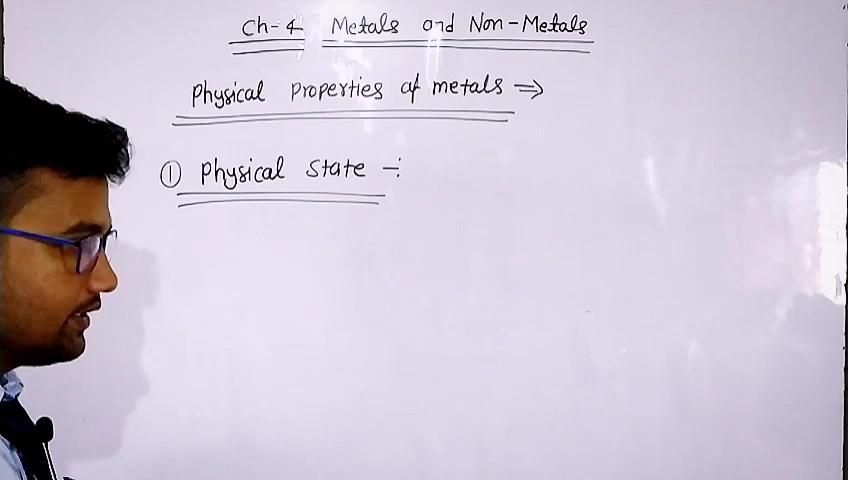 Ch-4 Metals and Non-Metals
Physical Properties of metals ⇒
① Physical state -: